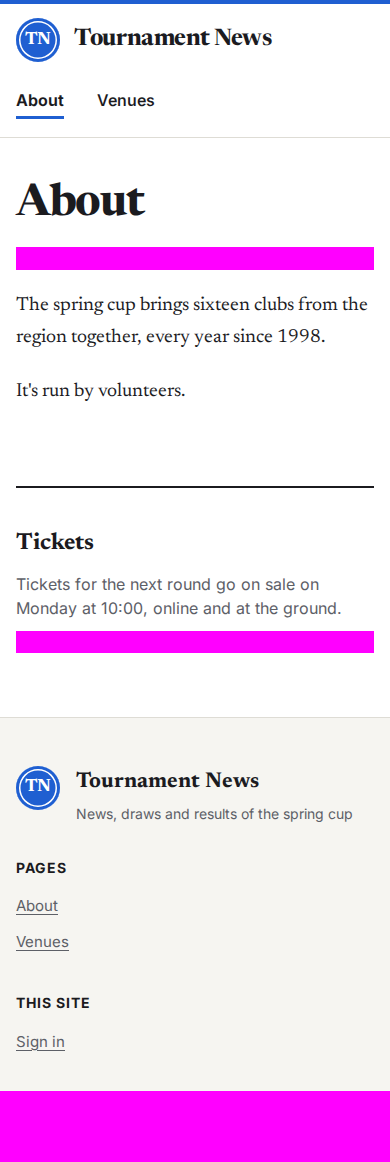 TN
Tournament News
About
Venues
About
The spring cup brings sixteen clubs from the
region together, every year since 1998.
It's run by volunteers.
Tickets
Tickets for the next round go on sale on
Monday at 10:00, online and at the ground.
TN
Tournament News
News, draws and results of the spring cup
PAGES
About
Venues
THIS SITE
Sign in